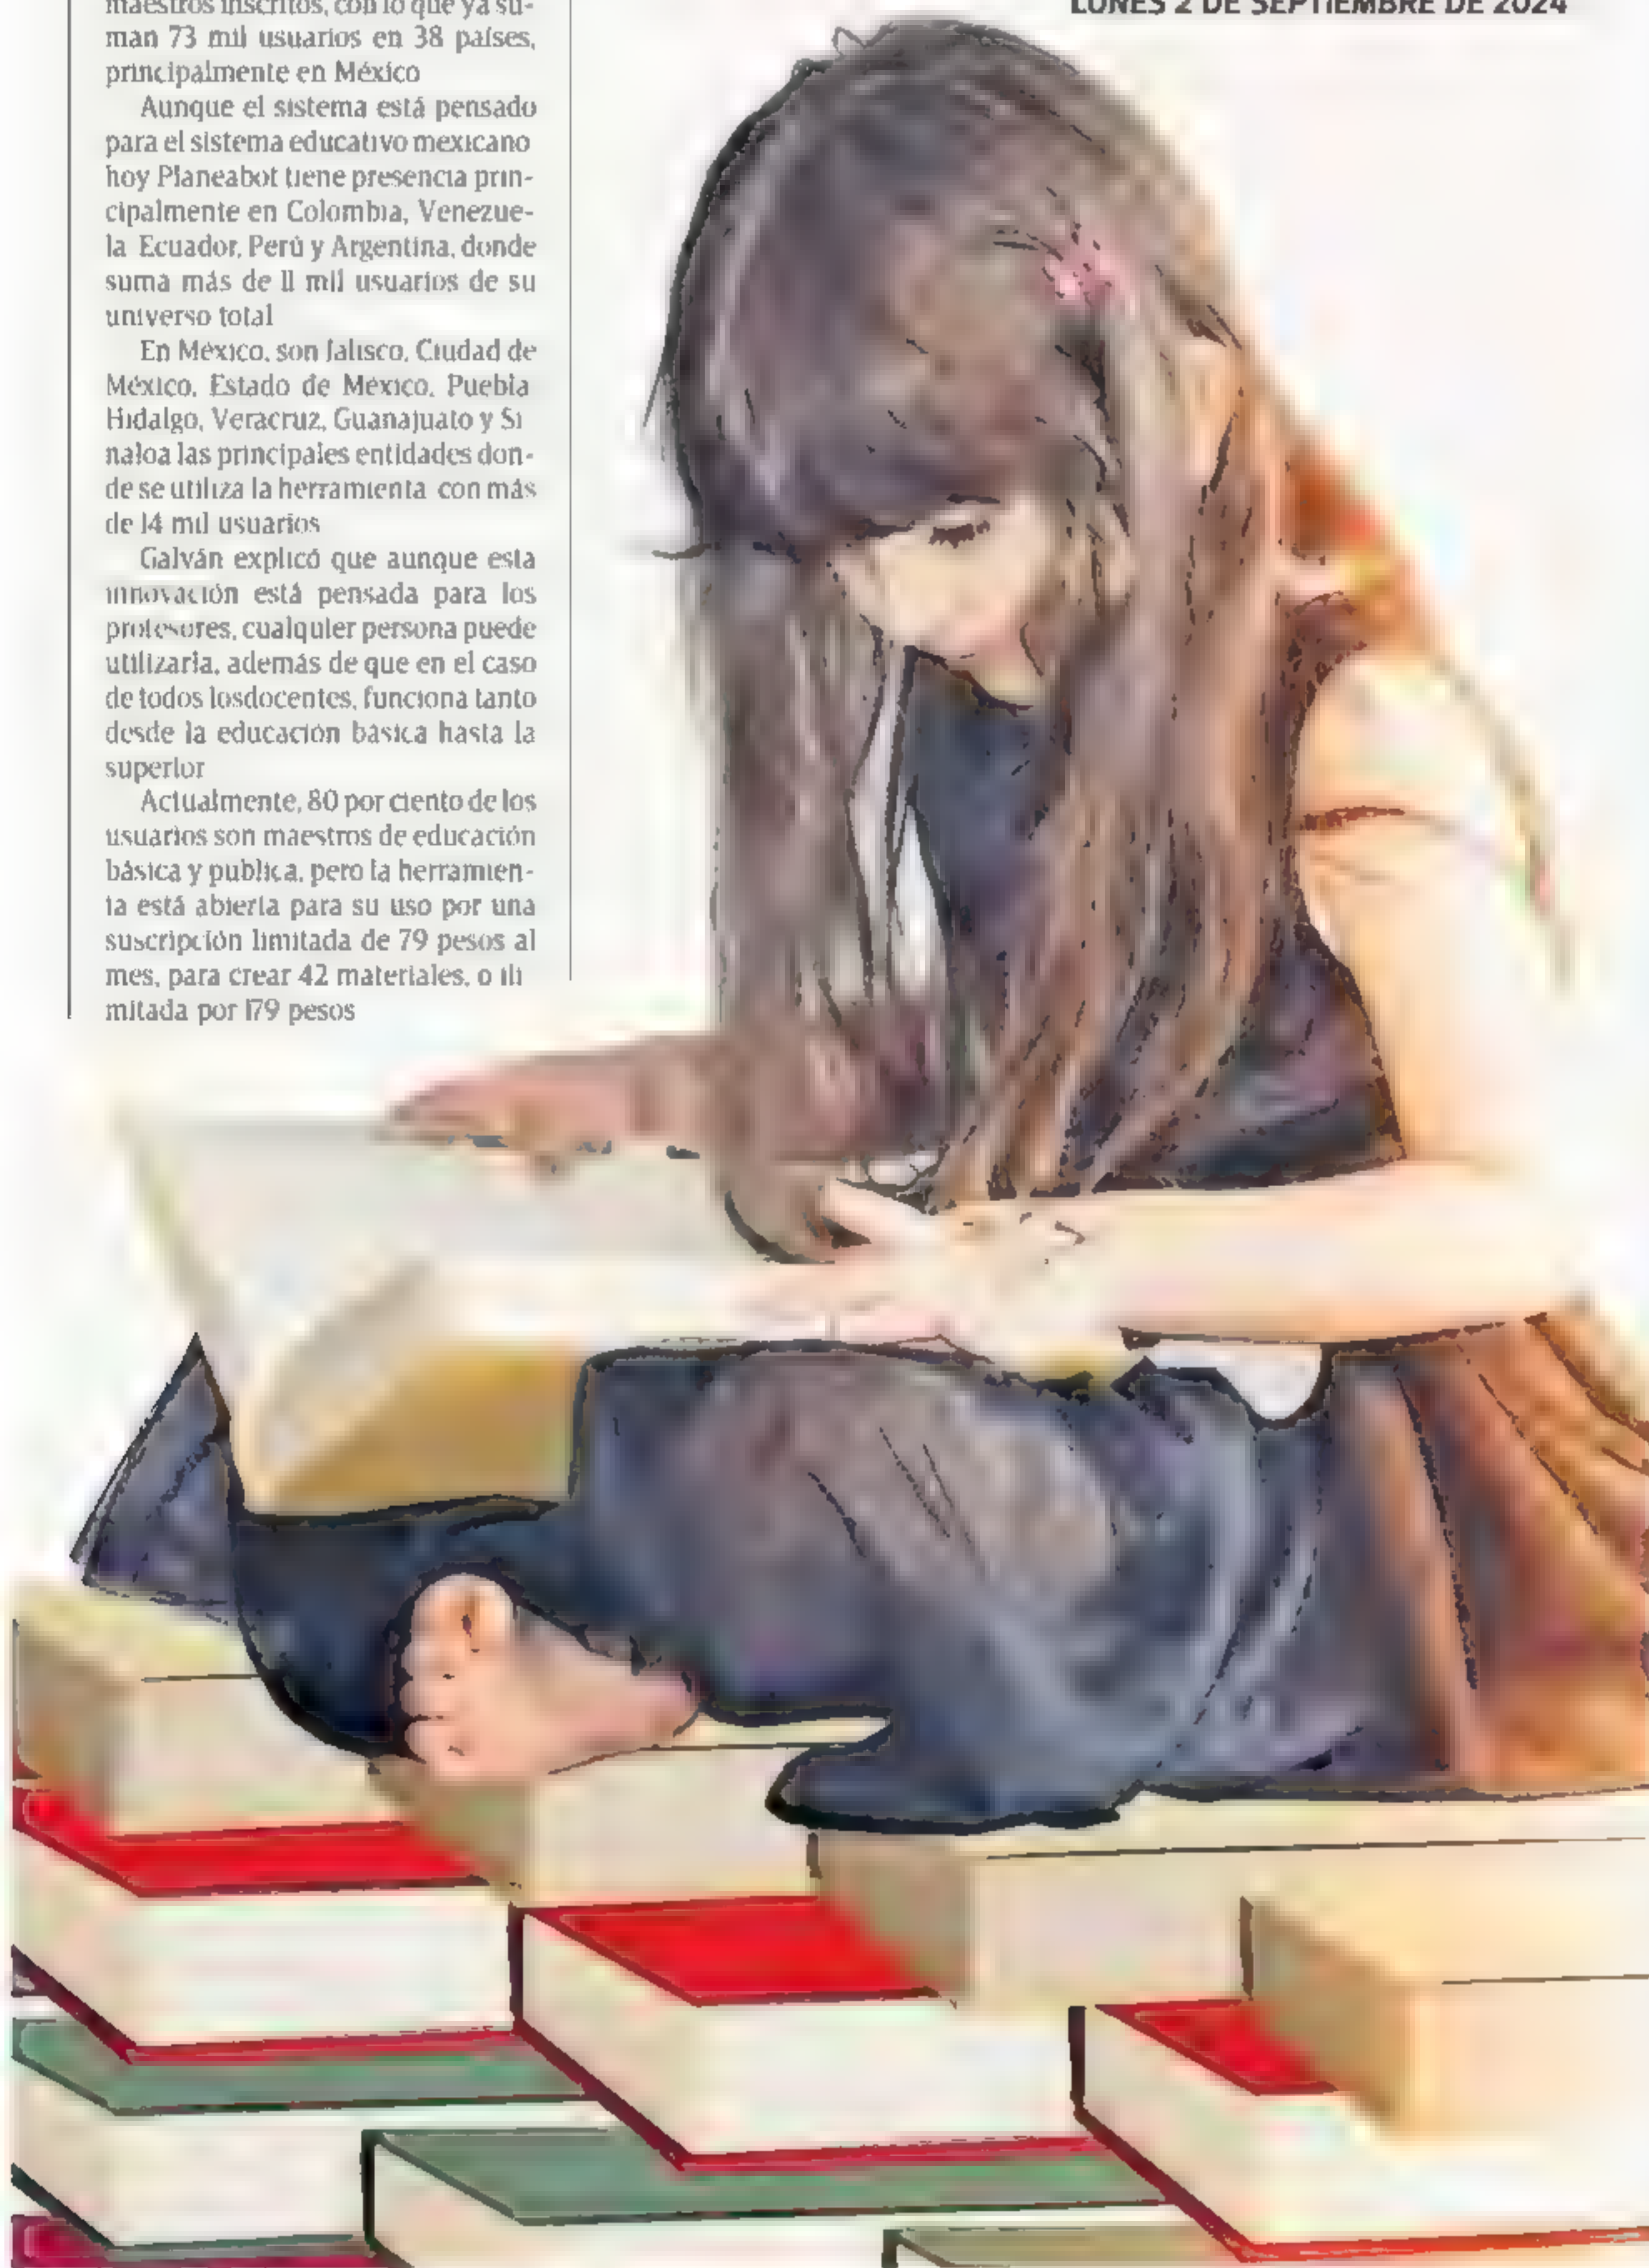 maestros inscritos, con lo que ya su-
man 73 mil usuarios en 38 países,
principalmente en México
Aunque el sistema está pensado
para el sistema educativo mexicano
hoy Planeabot tiene presencia prin-
cipalmente en Colombia, Venezue-
la Ecuador, Perú y Argentina, donde
suma más de 11 mil usuarios de su
universo total
En México, son Jalisco, Ciudad de
México, Estado de México, Puebla
Hidalgo, Veracruz, Guanajuato y Si
naloa las principales entidades don-
de se utiliza la herramienta con más
de 14 mil usuarios
Galván explicó que aunque esta
innovación está pensada para los
profesores, cualquier persona puede
utilizarla, además de que en el caso
de todos losdocentes, funciona tanto
desde la educación básica hasta la
superior
Actualmente, 80 por ciento de los
usuarios son maestros de educación
básica y publica, pero la herramien-
ta está abierta para su uso por una
suscripción limitada de 79 pesos al
mes, para crear 42 materiales, o ili
mitada por 179 pesos
LUNES 2 DE SEPTIEMBRE DE 2024